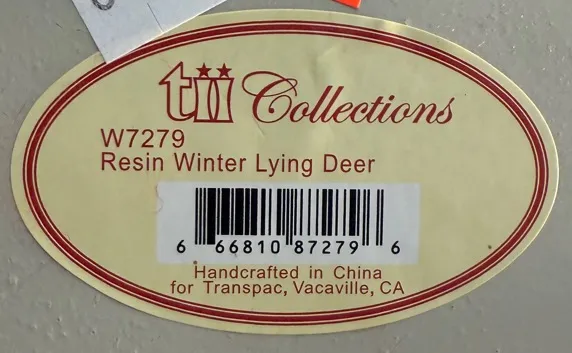 tii Collections
W7279
Resin Winter Lying Deer
6 66810 87279 6
Handcrafted in China
for Transpac, Vacaville, CA